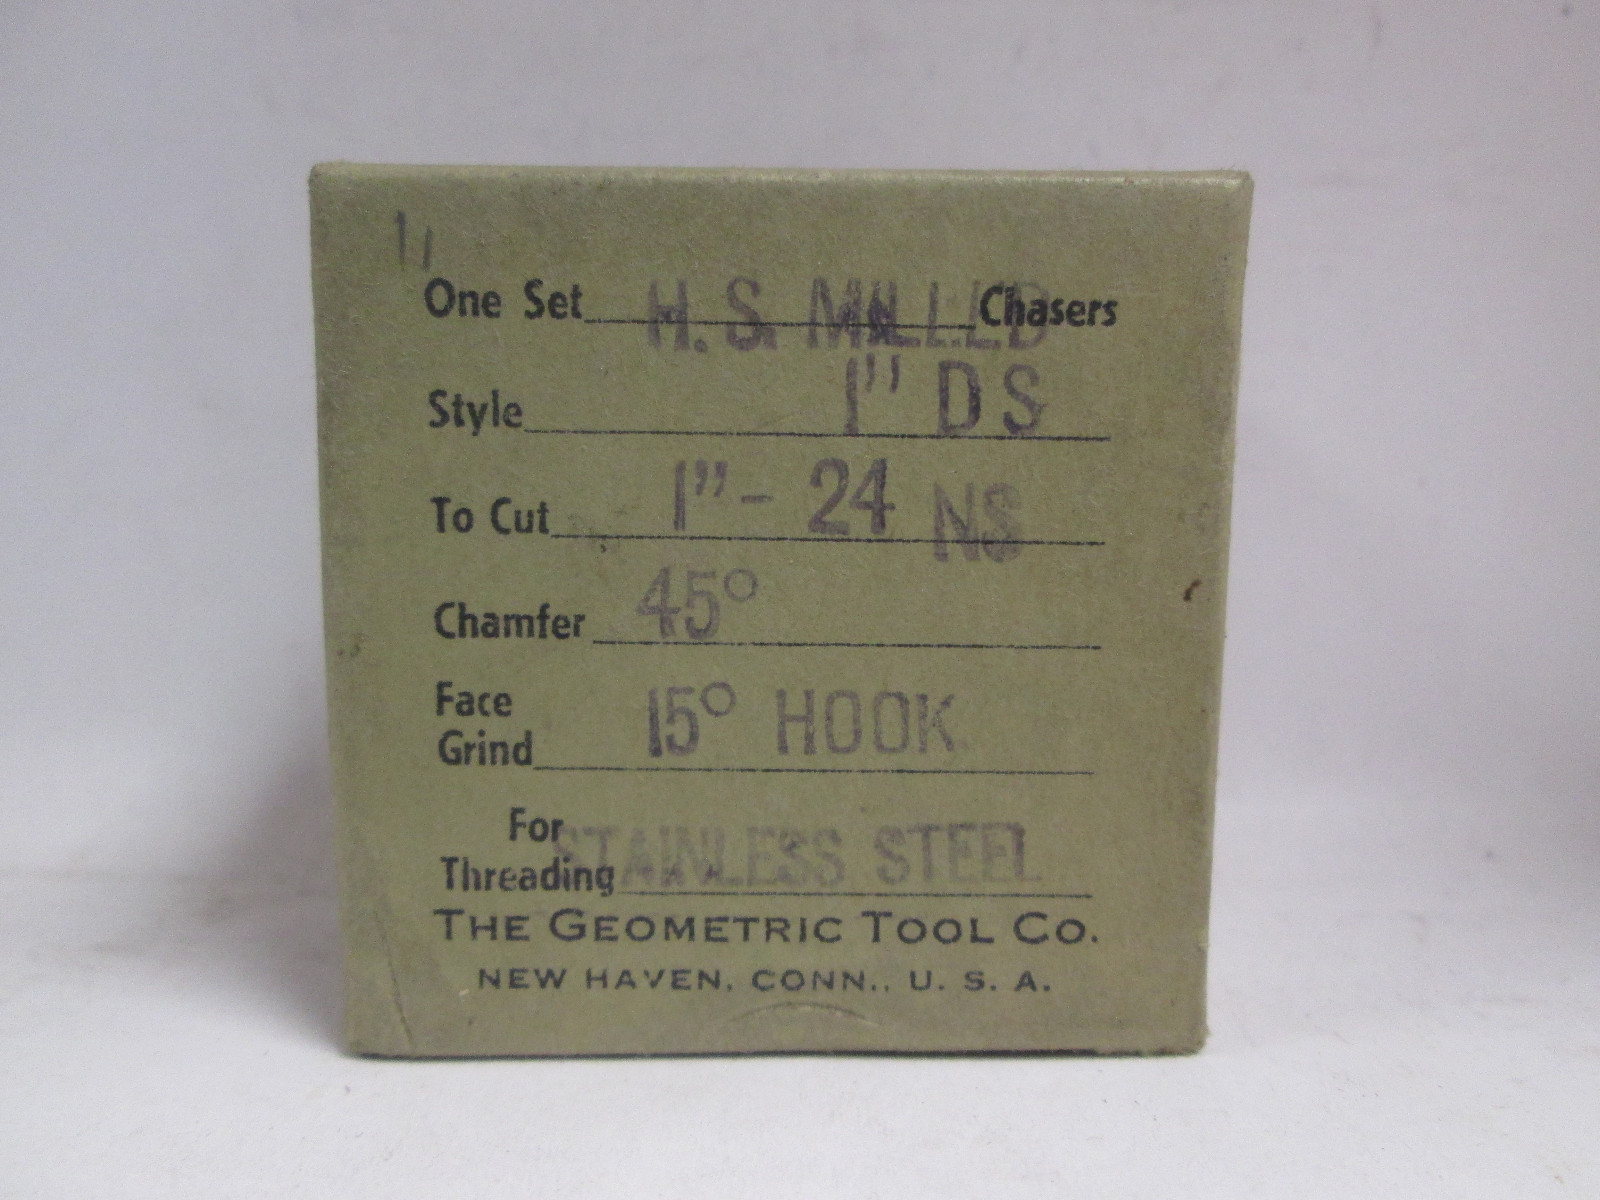 One Set H. S. MILLED Chasers
Style 1" DS
To Cut 1" - 24 NS
Chamfer 45°
Face
Grind 15° HOOK
For
Threading STAINLESS STEEL
THE GEOMETRIC TOOL CO.
NEW HAVEN, CONN., U. S. A.